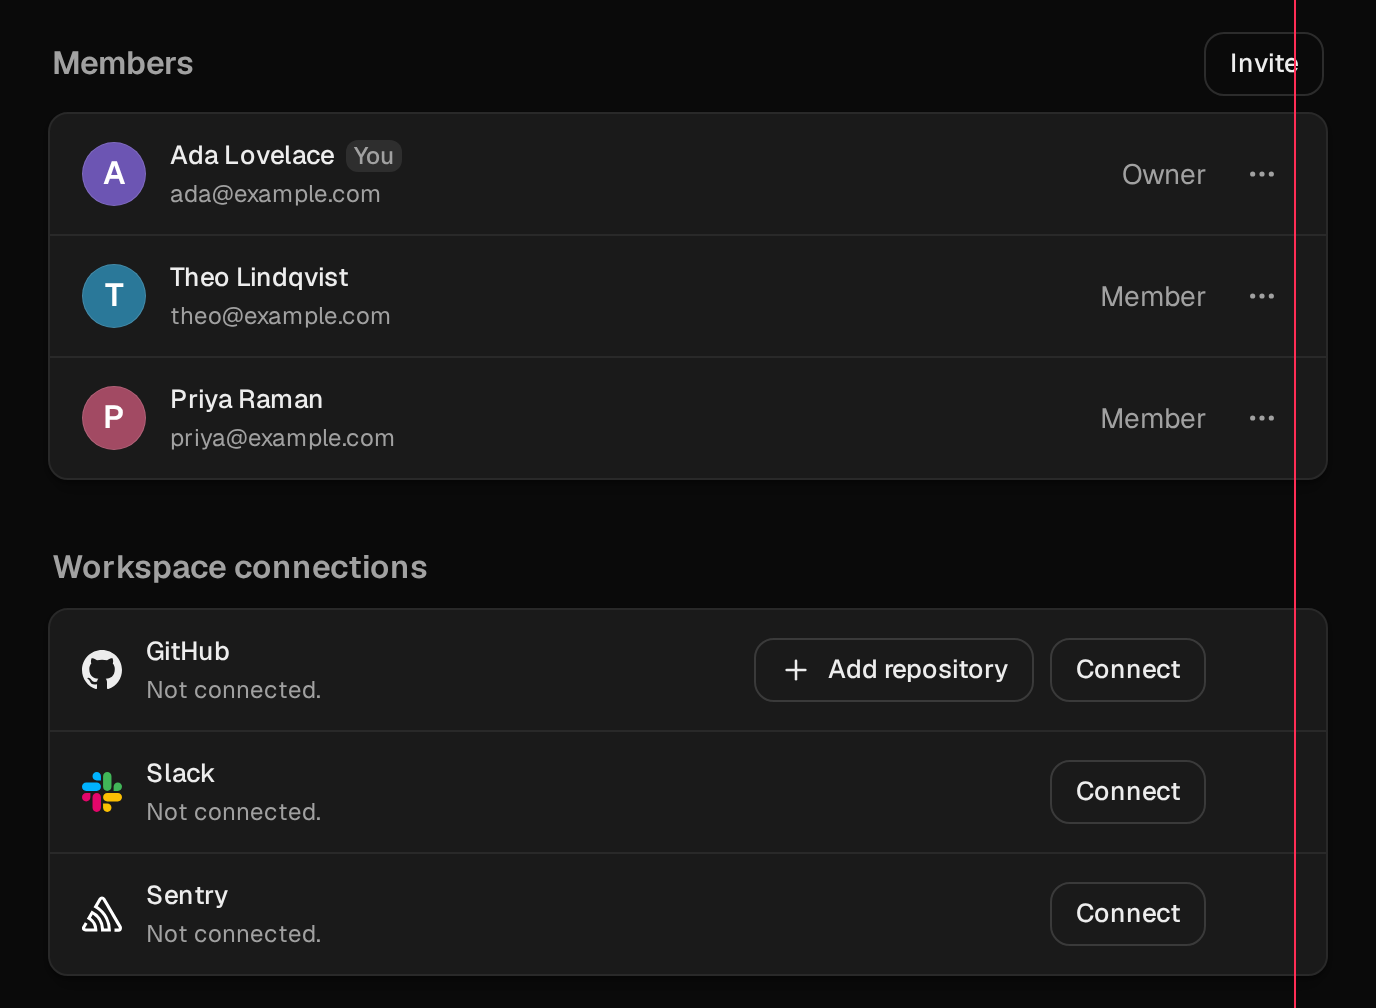 Members
Invite
A
Ada Lovelace You
ada@example.com
Owner
T
Theo Lindqvist
theo@example.com
Member
P
Priya Raman
priya@example.com
Member
Workspace connections
GitHub
Not connected.
Add repository
Connect
Slack
Not connected.
Connect
Sentry
Not connected.
Connect